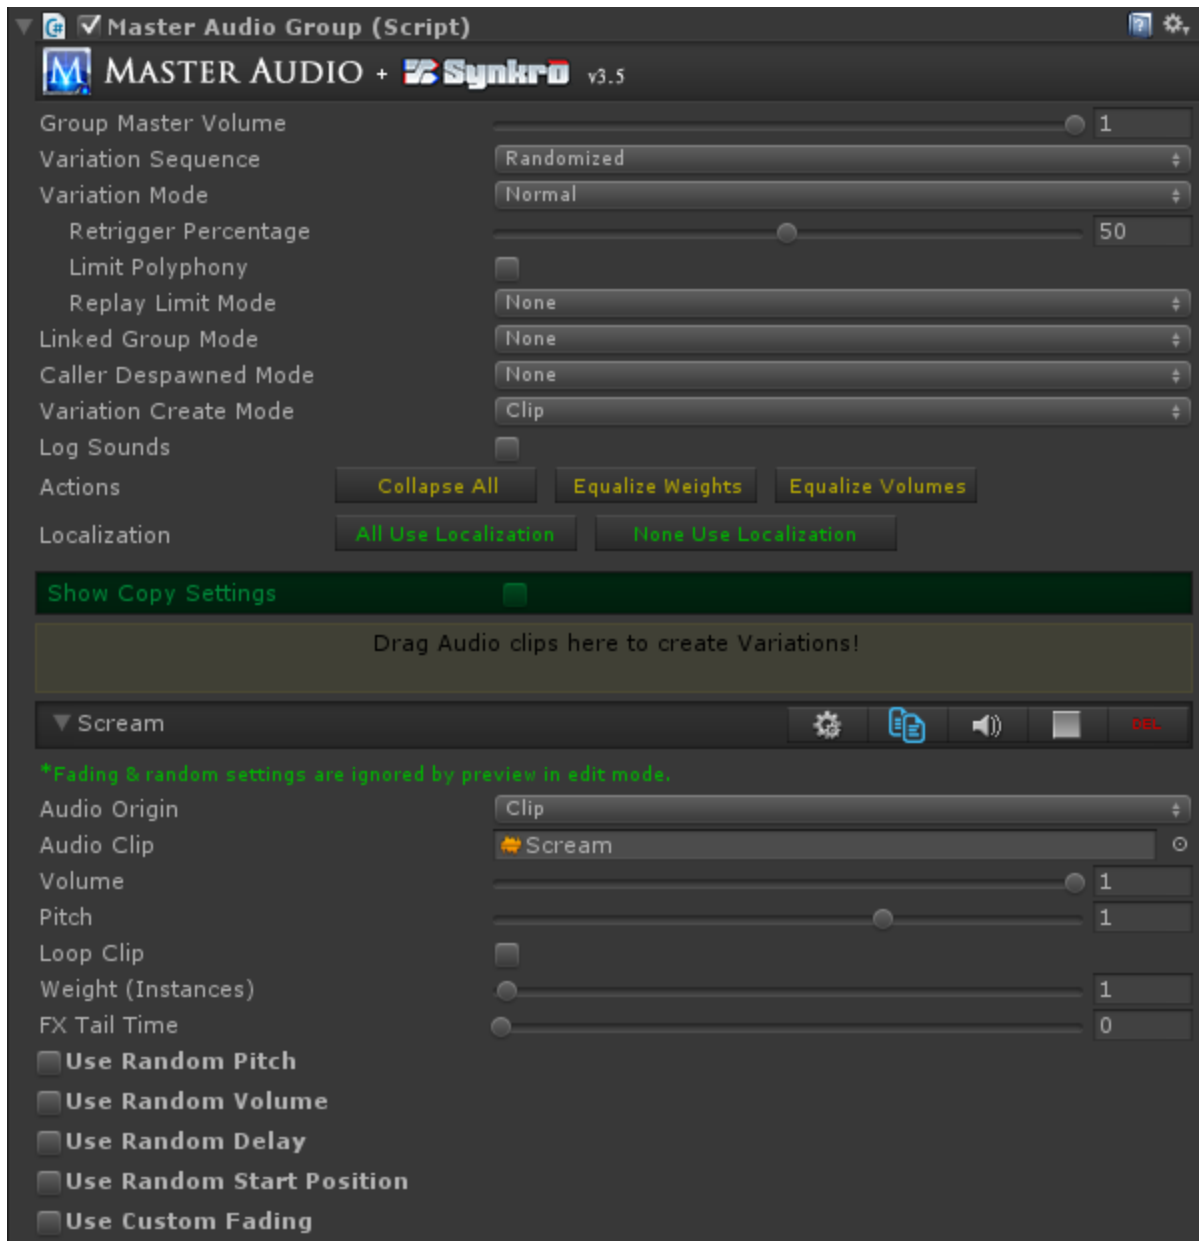 Master Audio Group (Script)
MASTER AUDIO + Synkro v3.5
Group Master Volume 1
Variation Sequence Randomized
Variation Mode Normal
Retrigger Percentage 50
Limit Polyphony
Replay Limit Mode None
Linked Group Mode None
Caller Despawned Mode None
Variation Create Mode Clip
Log Sounds
Actions Collapse All Equalize Weights Equalize Volumes
Localization All Use Localization None Use Localization
Show Copy Settings
Drag Audio clips here to create Variations!
Scream DEL
*Fading & random settings are ignored by preview in edit mode.
Audio Origin Clip
Audio Clip Scream
Volume 1
Pitch 1
Loop Clip
Weight (Instances) 1
FX Tail Time 0
Use Random Pitch
Use Random Volume
Use Random Delay
Use Random Start Position
Use Custom Fading